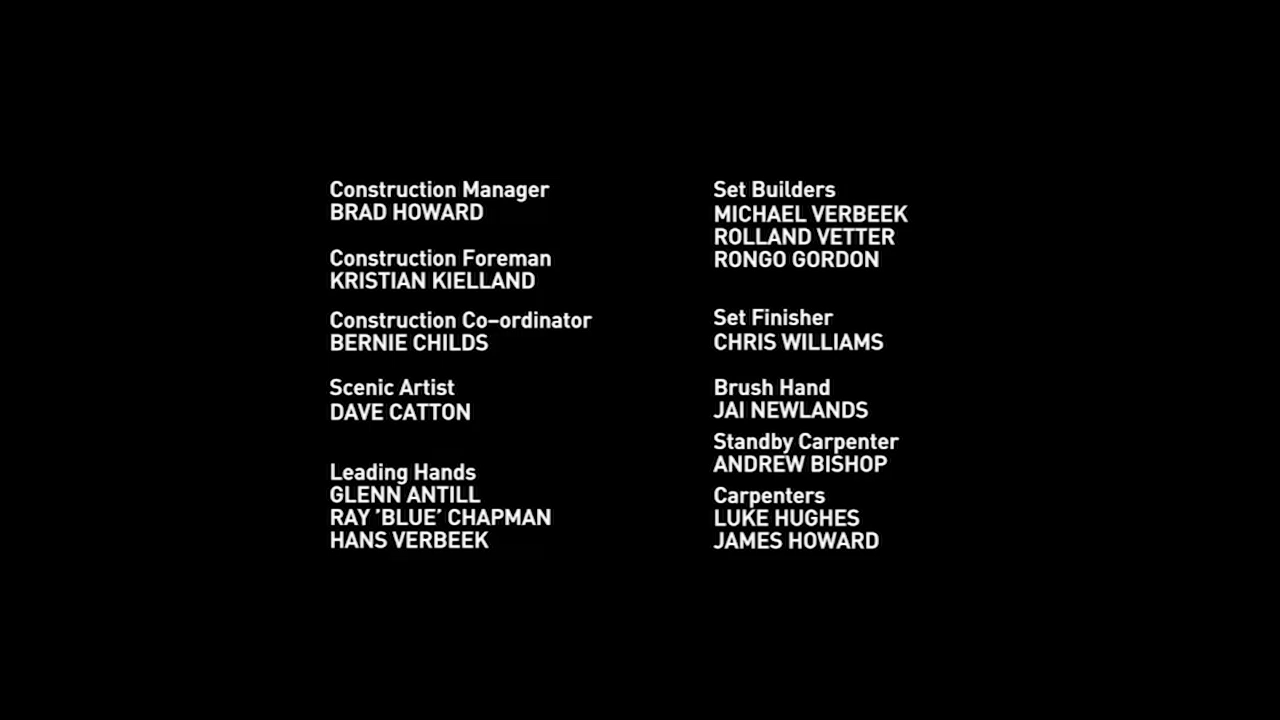 Construction Manager
BRAD HOWARD
Construction Foreman
KRISTIAN KIELLAND
Construction Co–ordinator
BERNIE CHILDS
Scenic Artist
DAVE CATTON
Leading Hands
GLENN ANTILL
RAY ’BLUE’ CHAPMAN
HANS VERBEEK
Set Builders
MICHAEL VERBEEK
ROLLAND VETTER
RONGO GORDON
Set Finisher
CHRIS WILLIAMS
Brush Hand
JAI NEWLANDS
Standby Carpenter
ANDREW BISHOP
Carpenters
LUKE HUGHES
JAMES HOWARD